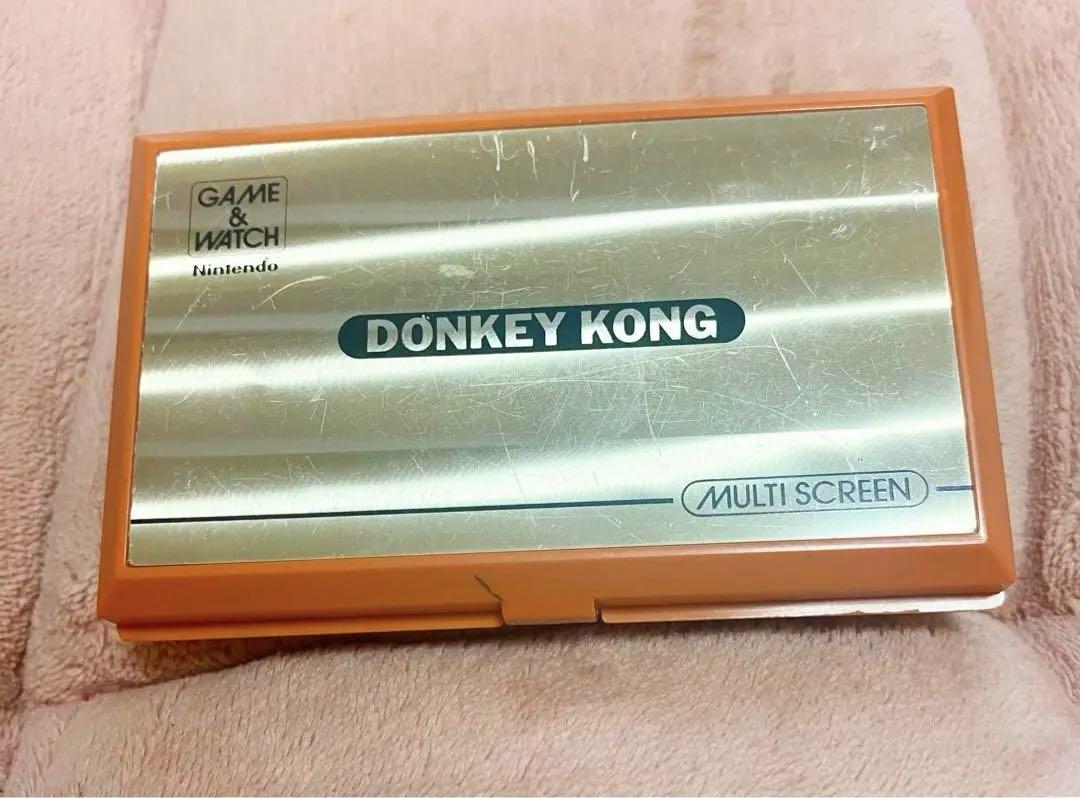 GAME
&
WATCH
Nintendo
DONKEY KONG
MULTI SCREEN